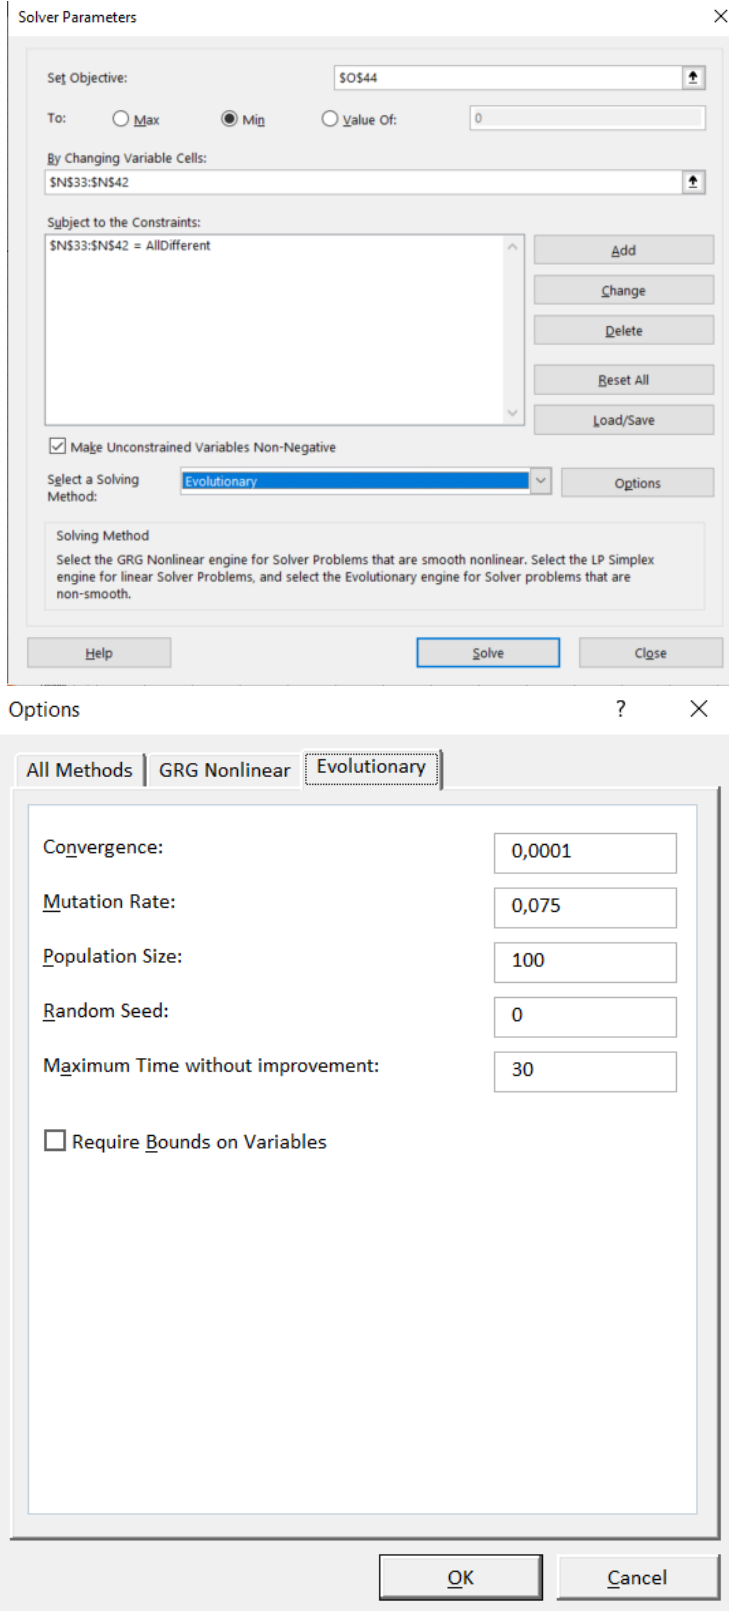 Solver Parameters
Set Objective:
$O$44
To:
Max
Min
Value Of:
0
By Changing Variable Cells:
$N$33:$N$42
Subject to the Constraints:
$N$33:$N$42 = AllDifferent
Add
Change
Delete
Reset All
Load/Save
Make Unconstrained Variables Non-Negative
Select a Solving
Method:
Evolutionary
Options
Solving Method
Select the GRG Nonlinear engine for Solver Problems that are smooth nonlinear. Select the LP Simplex
engine for linear Solver Problems, and select the Evolutionary engine for Solver problems that are
non-smooth.
Help
Solve
Close
Options
?
All Methods
GRG Nonlinear
Evolutionary
Convergence:
0,0001
Mutation Rate:
0,075
Population Size:
100
Random Seed:
0
Maximum Time without improvement:
30
Require Bounds on Variables
OK
Cancel